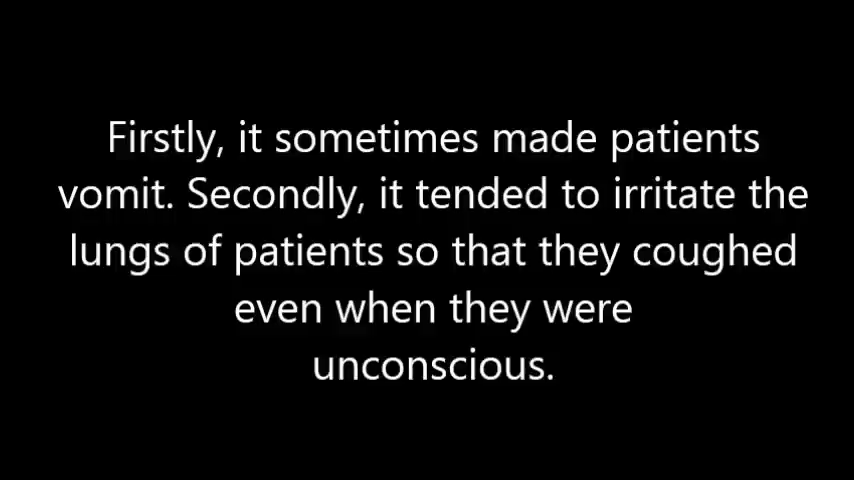 Firstly, it sometimes made patients
vomit. Secondly, it tended to irritate the
lungs of patients so that they coughed
even when they were
unconscious.